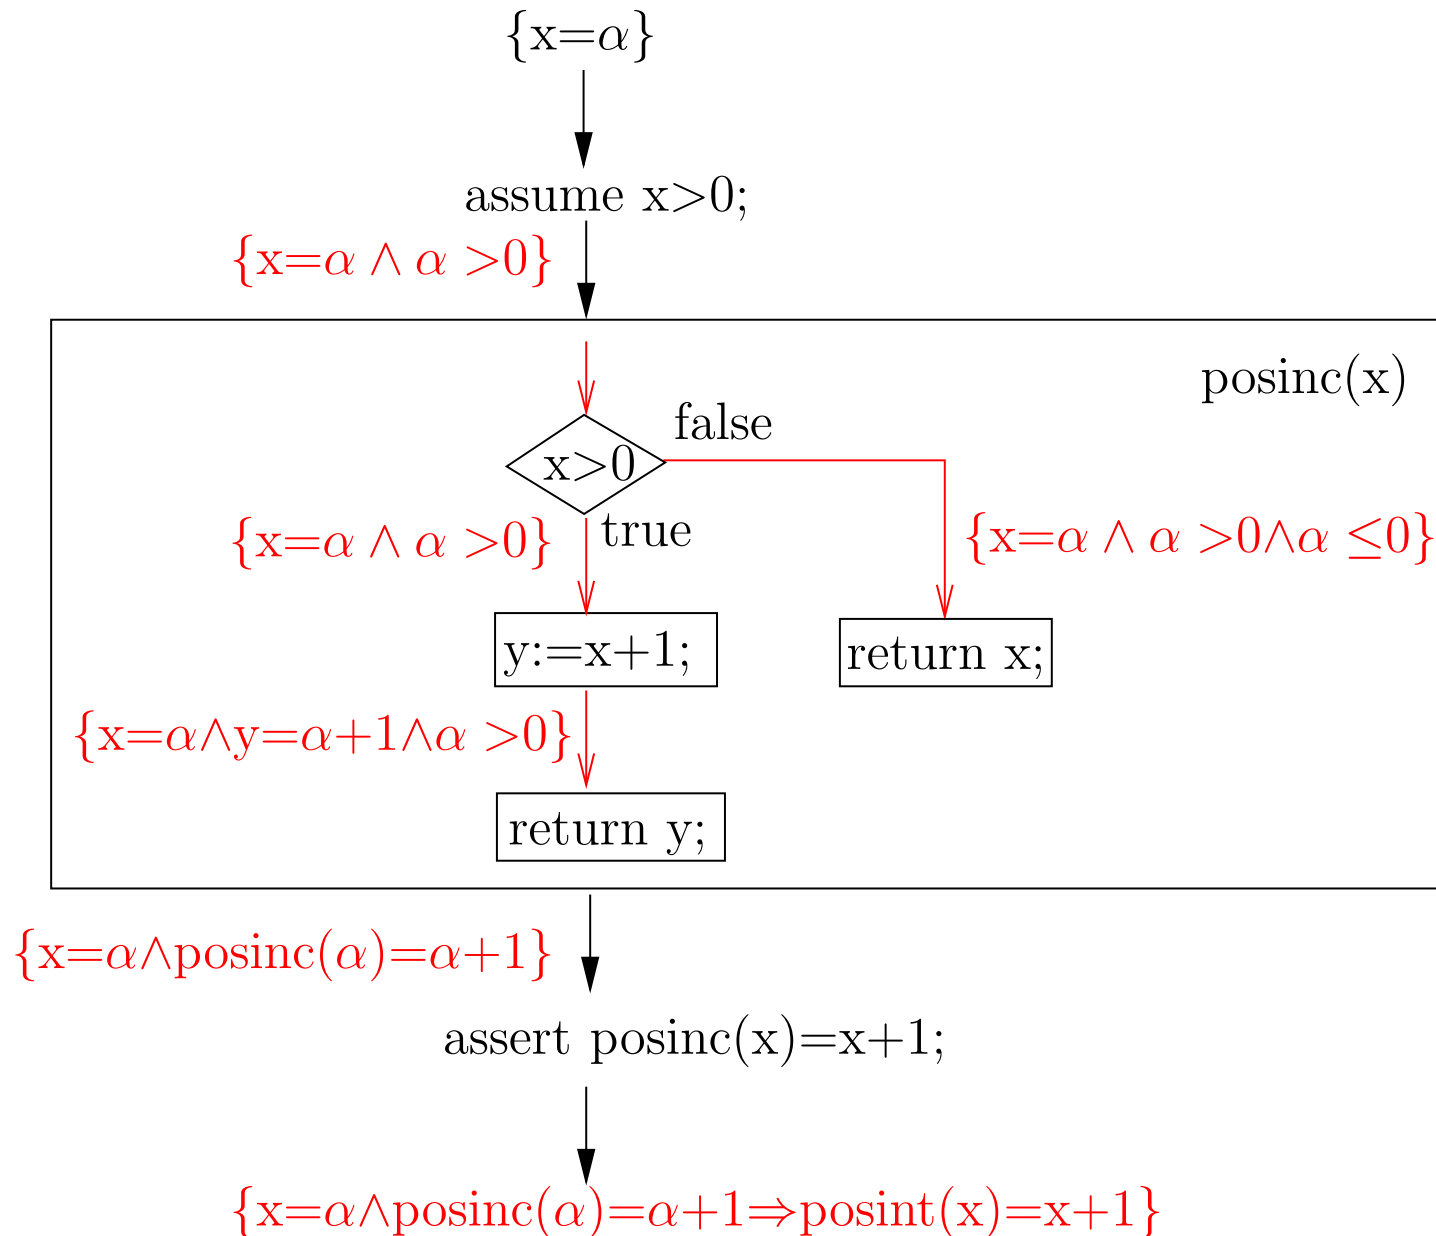 {x=α}
assume x>0;
{x=α ∧ α >0}
posinc(x)
false
x>0
true
{x=α ∧ α >0}
{x=α ∧ α >0∧α ≤0}
y:=x+1;
return x;
{x=α∧y=α+1∧α >0}
return y;
{x=α∧posinc(α)=α+1}
assert posinc(x)=x+1;
{x=α∧posinc(α)=α+1⇒posint(x)=x+1}